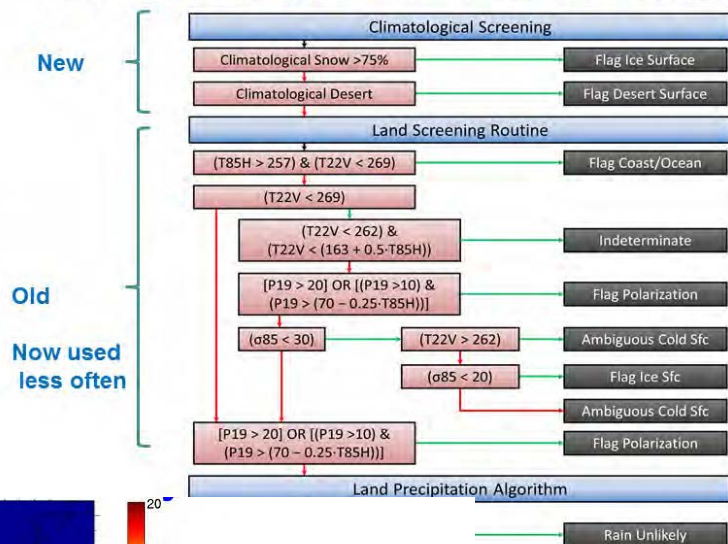 Climatological Screening
New
Climatological Snow >75%
Flag Ice Surface
Climatological Desert
Flag Desert Surface
Land Screening Routine
(T85H > 257) & (T22V < 269)
Flag Coast/Ocean
(T22V < 269)
(T22V < 262) &
(T22V < (163 + 0.5·T85H))
Indeterminate
Old
[P19 > 20] OR [(P19 >10) &
(P19 > (70 – 0.25·T85H))]
Flag Polarization
Now used
less often
(σ85 < 30)
(T22V > 262)
Ambiguous Cold Sfc
(σ85 < 20)
Flag Ice Sfc
Ambiguous Cold Sfc
[P19 > 20] OR [(P19 >10) &
(P19 > (70 – 0.25·T85H))]
Flag Polarization
Land Precipitation Algorithm
20
Rain Unlikely